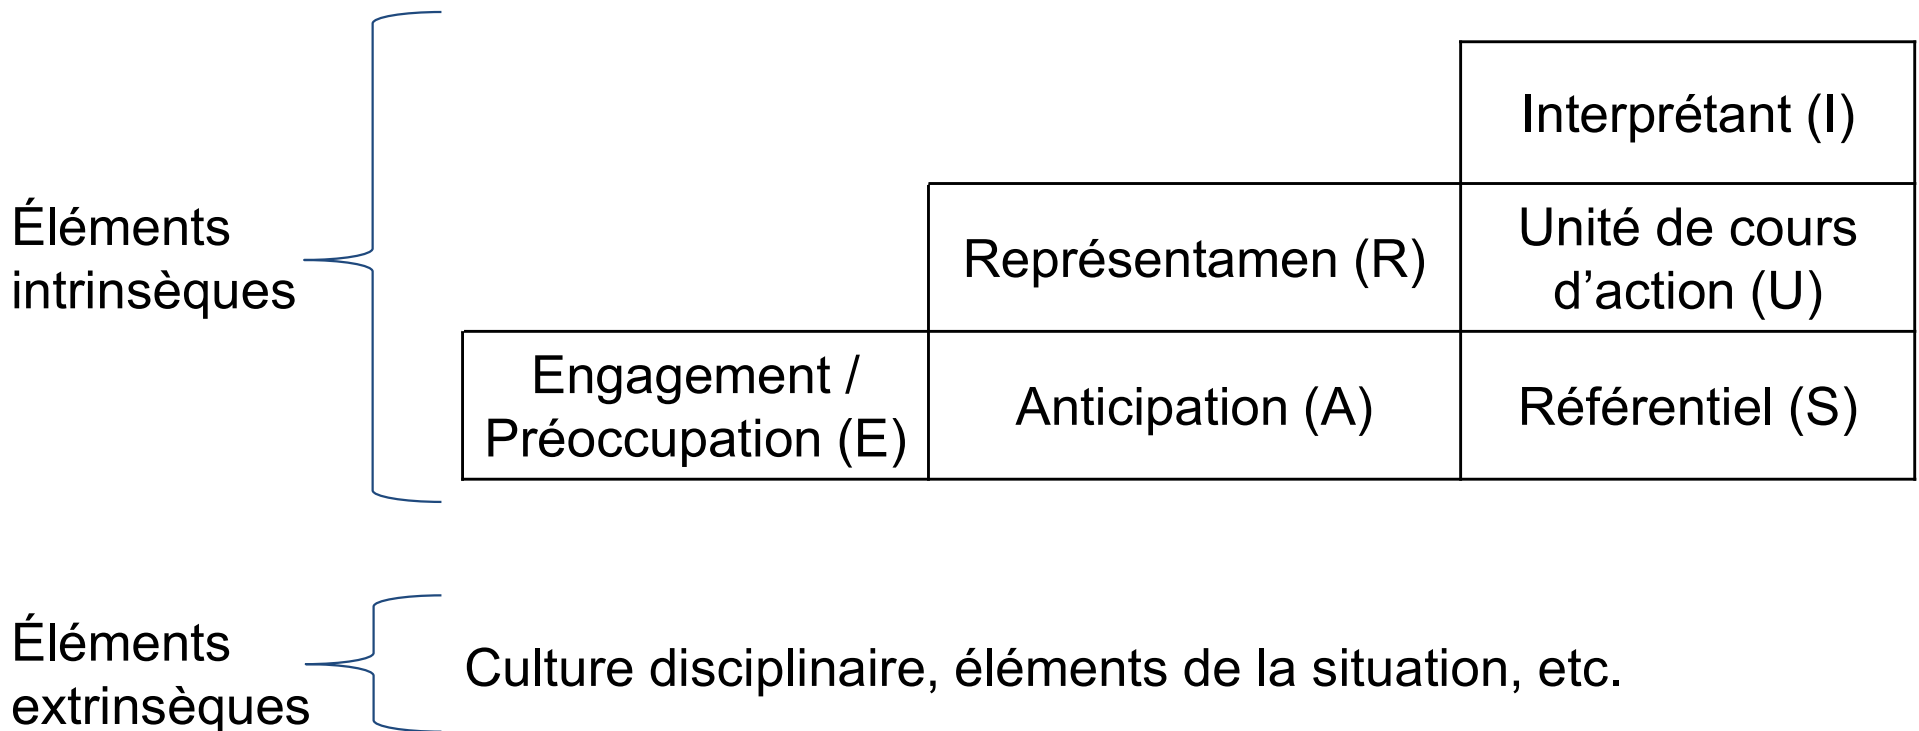 Interprétant (I)
Éléments
intrinsèques
Représentamen (R)
Unité de cours
d’action (U)
Engagement /
Préoccupation (E)
Anticipation (A)
Référentiel (S)
Éléments
extrinsèques
Culture disciplinaire, éléments de la situation, etc.